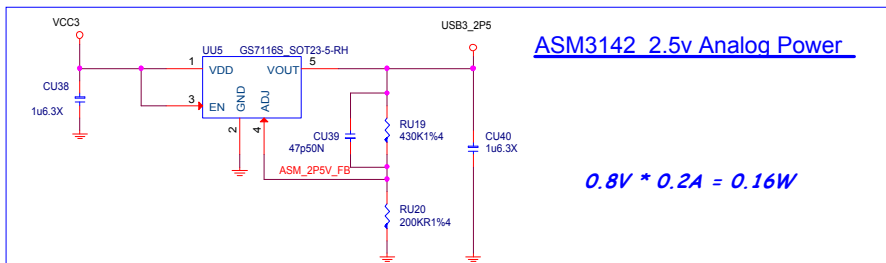 VCC3
USB3_2P5
UU5 GS7116S_SOT23-5-RH
ASM3142 2.5v Analog Power
1 VDD VOUT 5
CU38
1u6.3X
3 EN
GND
ADJ
2
4
CU39
47p50N
RU19
430K1%4
CU40
1u6.3X
ASM_2P5V_FB
RU20
200KR1%4
0.8V * 0.2A = 0.16W